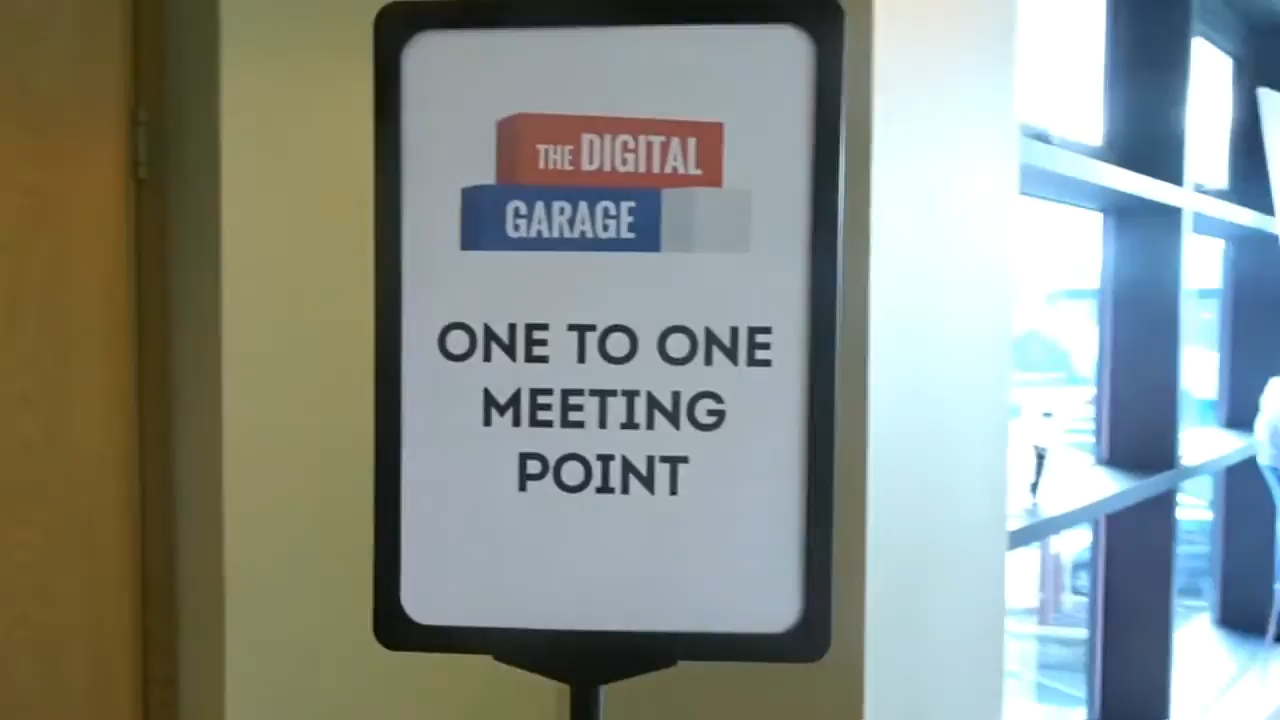 THE DIGITAL
GARAGE
ONE TO ONE
MEETING
POINT